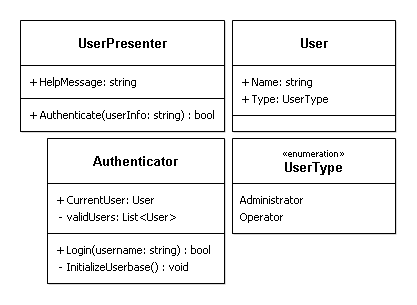 UserPresenter
+ HelpMessage: string
+ Authenticate(userInfo: string) : bool
User
+ Name: string
+ Type: UserType
Authenticator
+ CurrentUser: User
- validUsers: List<User>
+ Login(username: string) : bool
- InitializeUserbase() : void
«enumeration»
UserType
Administrator
Operator